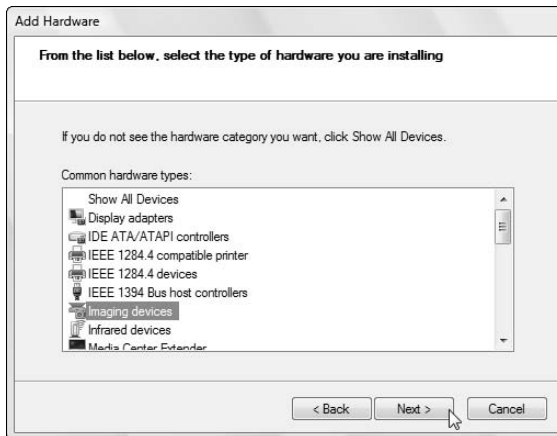 Add Hardware
From the list below, select the type of hardware you are installing
If you do not see the hardware category you want, click Show All Devices.
Common hardware types:
Show All Devices
Display adapters
IDE ATA/ATAPI controllers
IEEE 1284.4 compatible printer
IEEE 1284.4 devices
IEEE 1394 Bus host controllers
Imaging devices
Infrared devices
Media Center Extender
< Back
Next >
Cancel